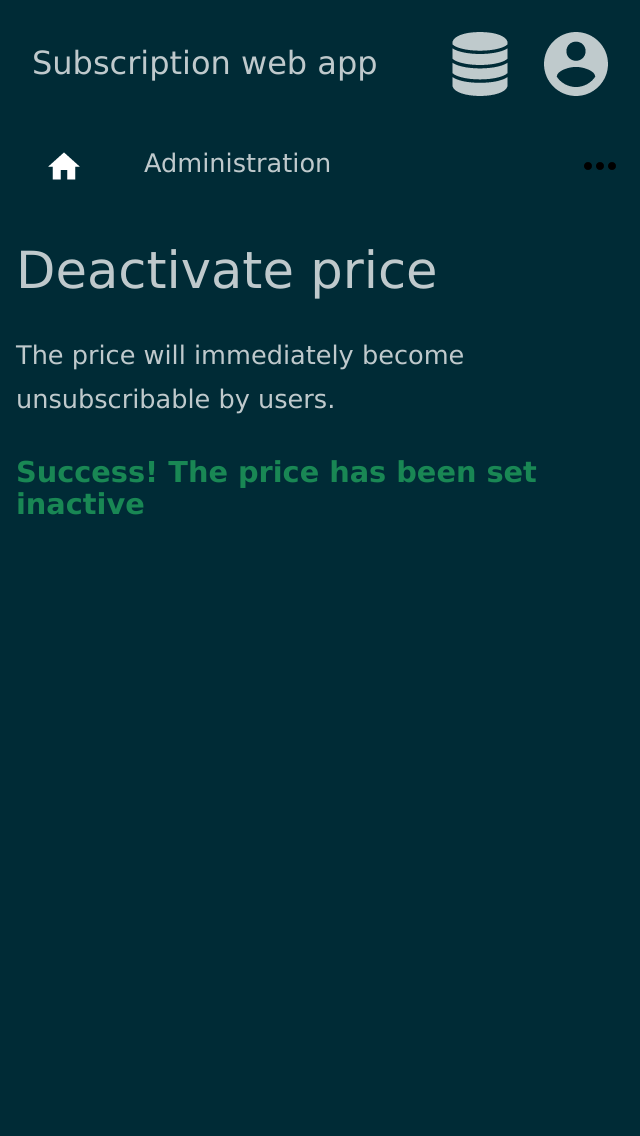 Subscription web app
Administration
Deactivate price
The price will immediately become
unsubscribable by users.
Success! The price has been set
inactive